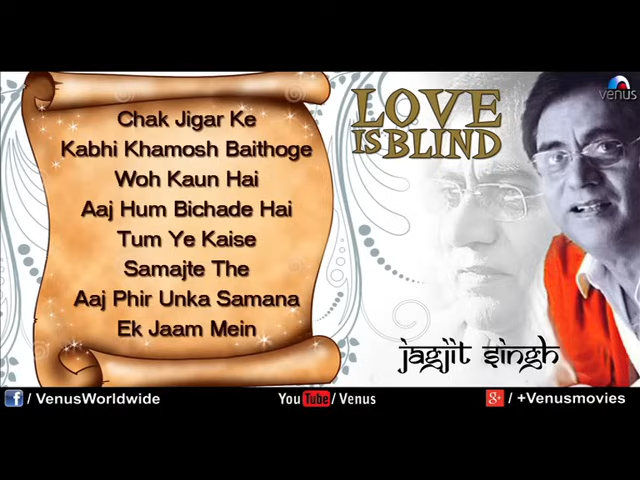 Chak Jigar Ke
Kabhi Khamosh Baithoge
Woh Kaun Hai
Aaj Hum Bichade Hai
Tum Ye Kaise
Samajte The
Aaj Phir Unka Samana
Ek Jaam Mein
LOVE
IS BLIND
venus
jagjit singh
f / VenusWorldwide
YouTube / Venus
g+ / +Venusmovies